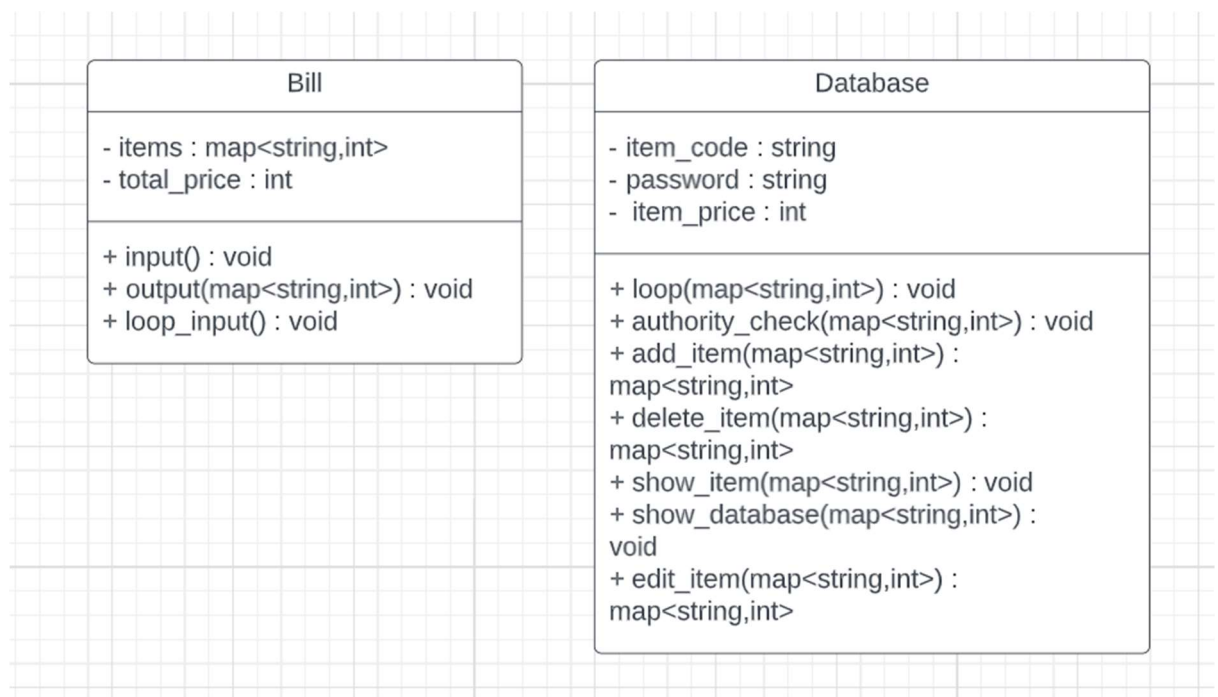 Bill
- items : map<string,int>
- total_price : int
+ input() : void
+ output(map<string,int>) : void
+ loop_input() : void
Database
- item_code : string
- password : string
-  item_price : int
+ loop(map<string,int>) : void
+ authority_check(map<string,int>) : void
+ add_item(map<string,int>) :
map<string,int>
+ delete_item(map<string,int>) :
map<string,int>
+ show_item(map<string,int>) : void
+ show_database(map<string,int>) :
void
+ edit_item(map<string,int>) :
map<string,int>